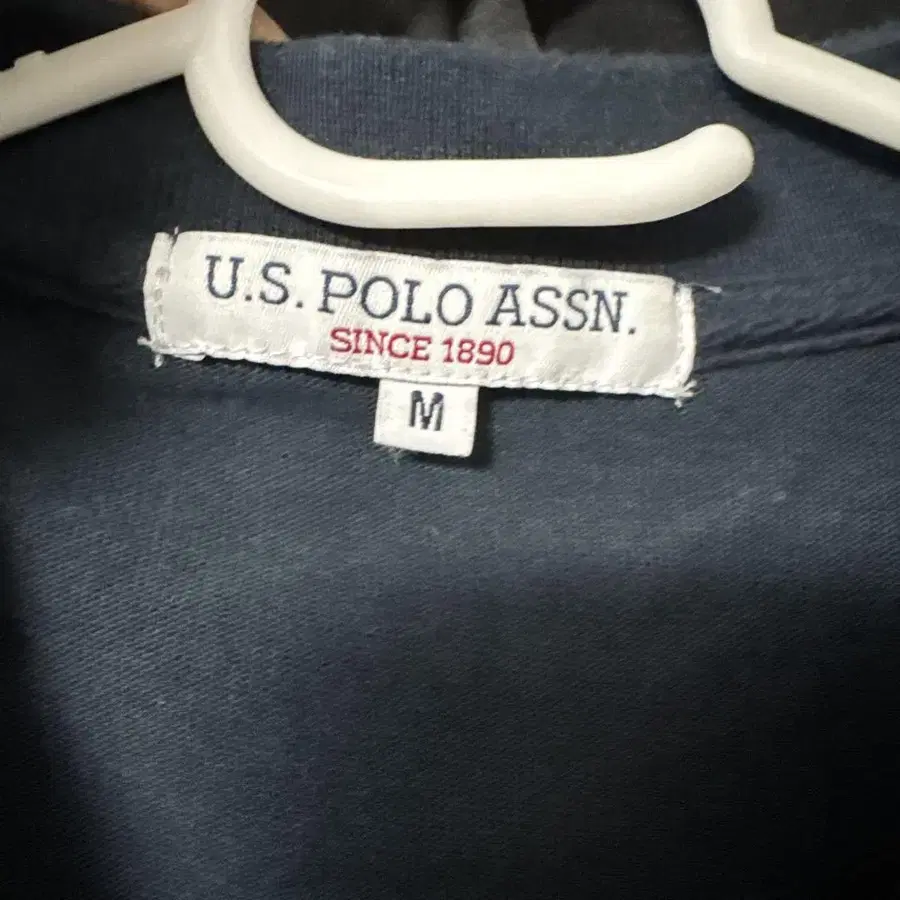 U.S. POLO ASSN.
SINCE 1890
M